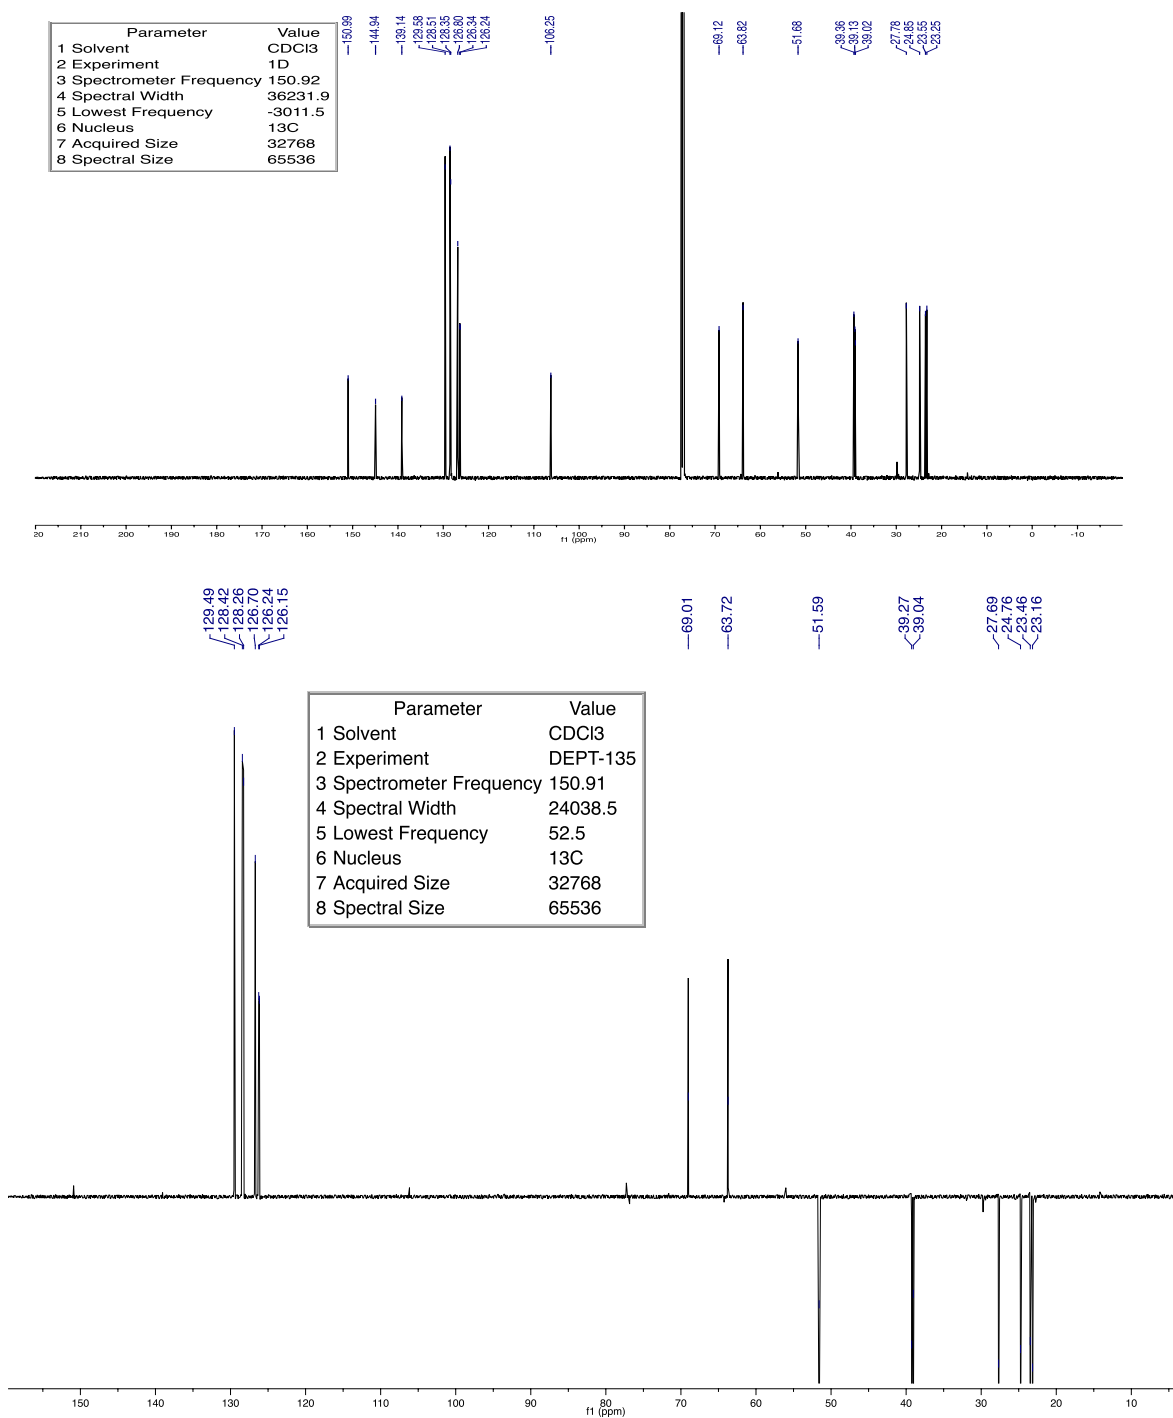 Parameter Value
1 Solvent CDCl3
2 Experiment 1D
3 Spectrometer Frequency 150.92
4 Spectral Width 36231.9
5 Lowest Frequency -3011.5
6 Nucleus 13C
7 Acquired Size 32768
8 Spectral Size 65536
150.99
144.94
139.14
129.58
128.51
128.35
126.80
126.34
126.24
106.25
69.12
63.82
51.68
39.36
39.13
39.02
27.78
24.85
23.55
23.25
20 210 200 190 180 170 160 150 140 130 120 110 100 90 80 70 60 50 40 30 20 10 0 -10
f1 (ppm)
129.49
128.42
128.26
126.70
126.24
126.15
69.01
63.72
51.59
39.27
39.04
27.69
24.76
23.46
23.16
Parameter Value
1 Solvent CDCl3
2 Experiment DEPT-135
3 Spectrometer Frequency 150.91
4 Spectral Width 24038.5
5 Lowest Frequency 52.5
6 Nucleus 13C
7 Acquired Size 32768
8 Spectral Size 65536
150 140 130 120 110 100 90 80 70 60 50 40 30 20 10
f1 (ppm)